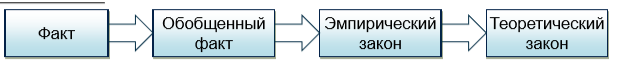 Факт
Обобщенный
факт
Эмпирический
закон
Теоретический
закон